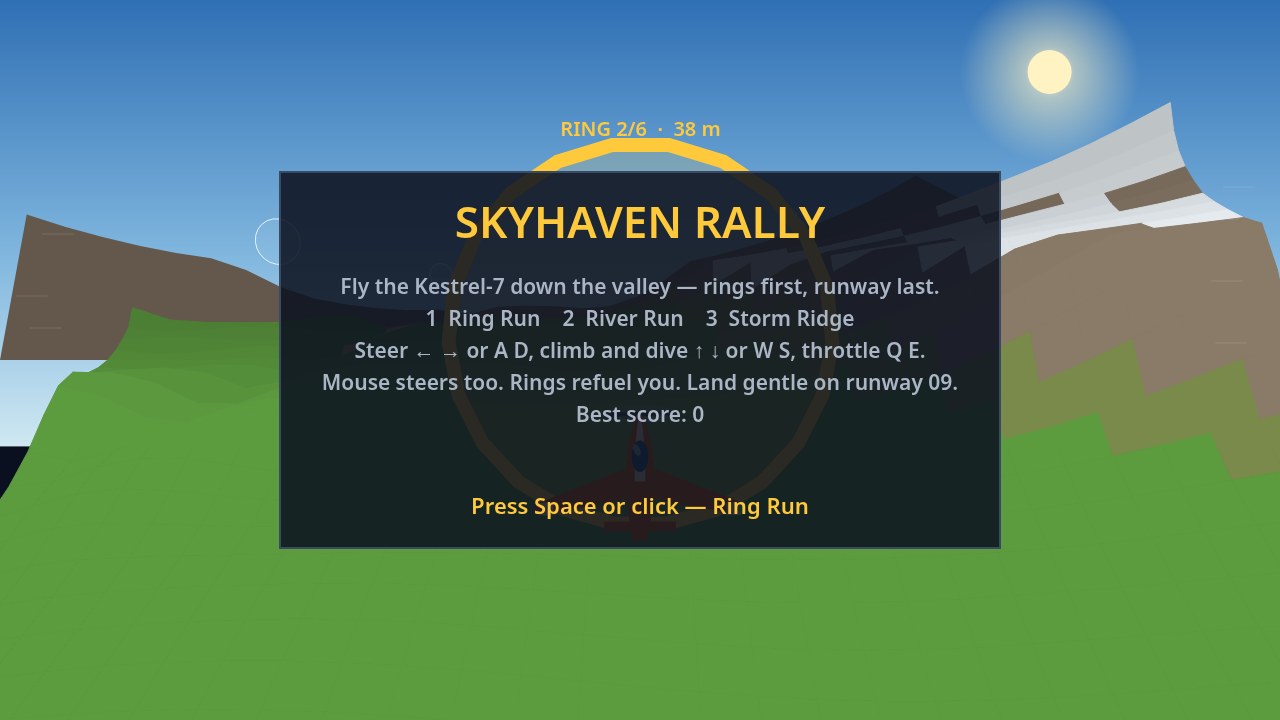 RING 2/6 · 38 m
SKYHAVEN RALLY
Fly the Kestrel-7 down the valley — rings first, runway last.
1 Ring Run 2 River Run 3 Storm Ridge
Steer ← → or A D, climb and dive ↑ ↓ or W S, throttle Q E.
Mouse steers too. Rings refuel you. Land gentle on runway 09.
Best score: 0
Press Space or click — Ring Run